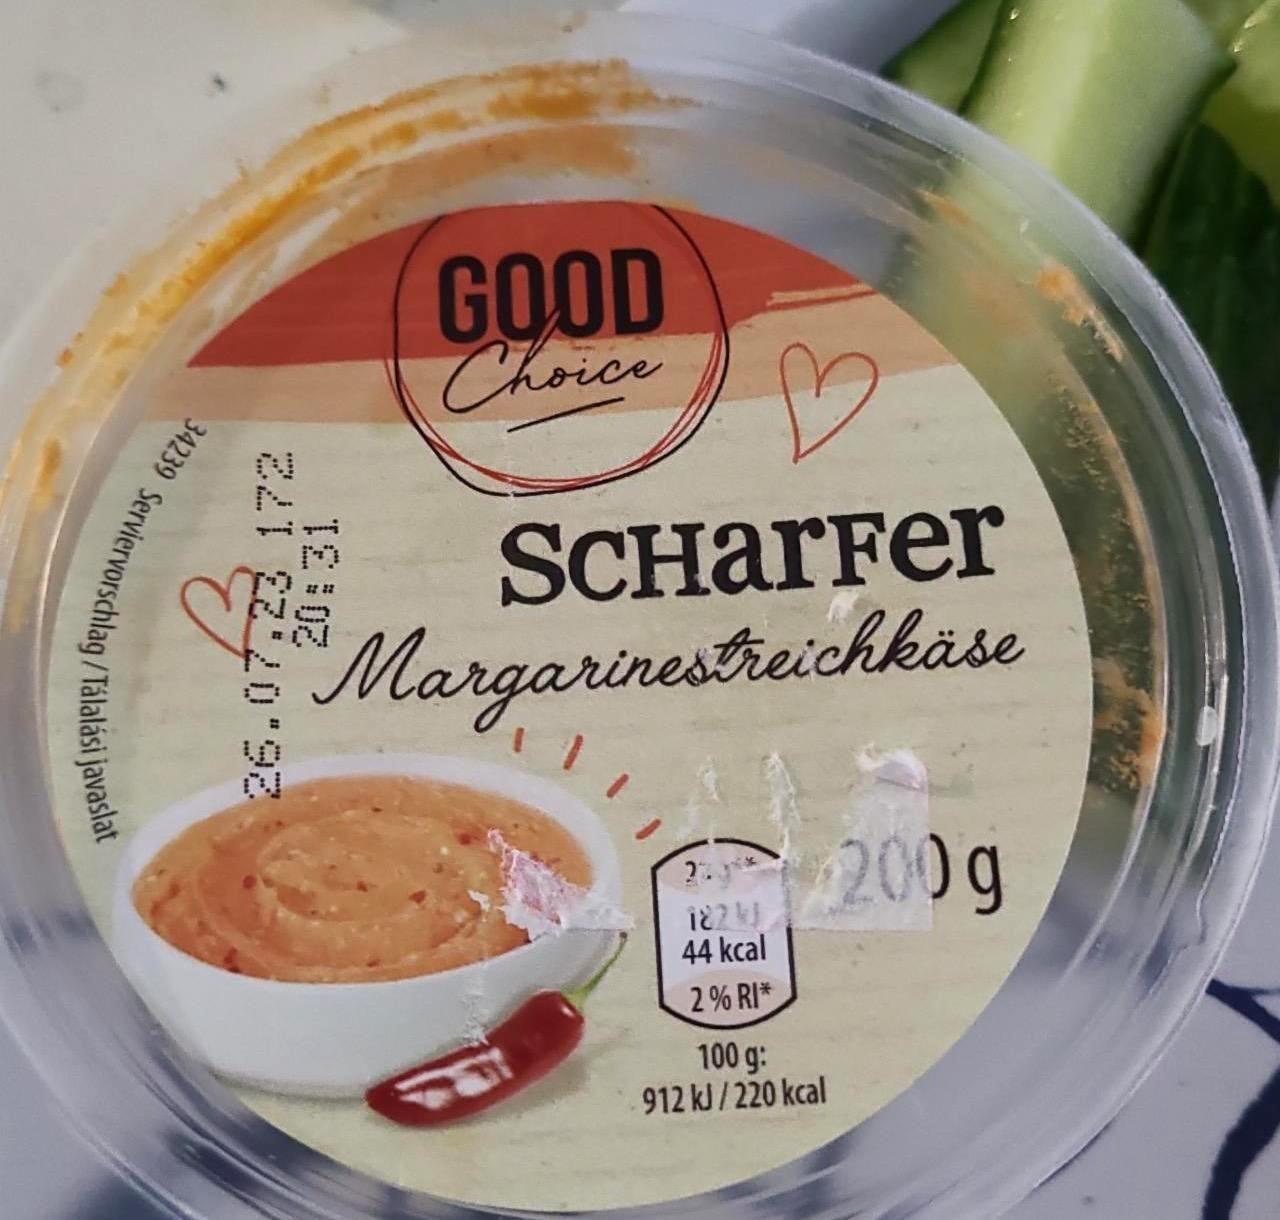 GOOD
Choice
SCHarFer
Margarinestreichkäse
34239 Serviervorschlag / Tálalási javaslat
26.07.23 172
20:31
200 g
182 kJ
44 kcal
2 % RI*
100 g:
912 kJ / 220 kcal